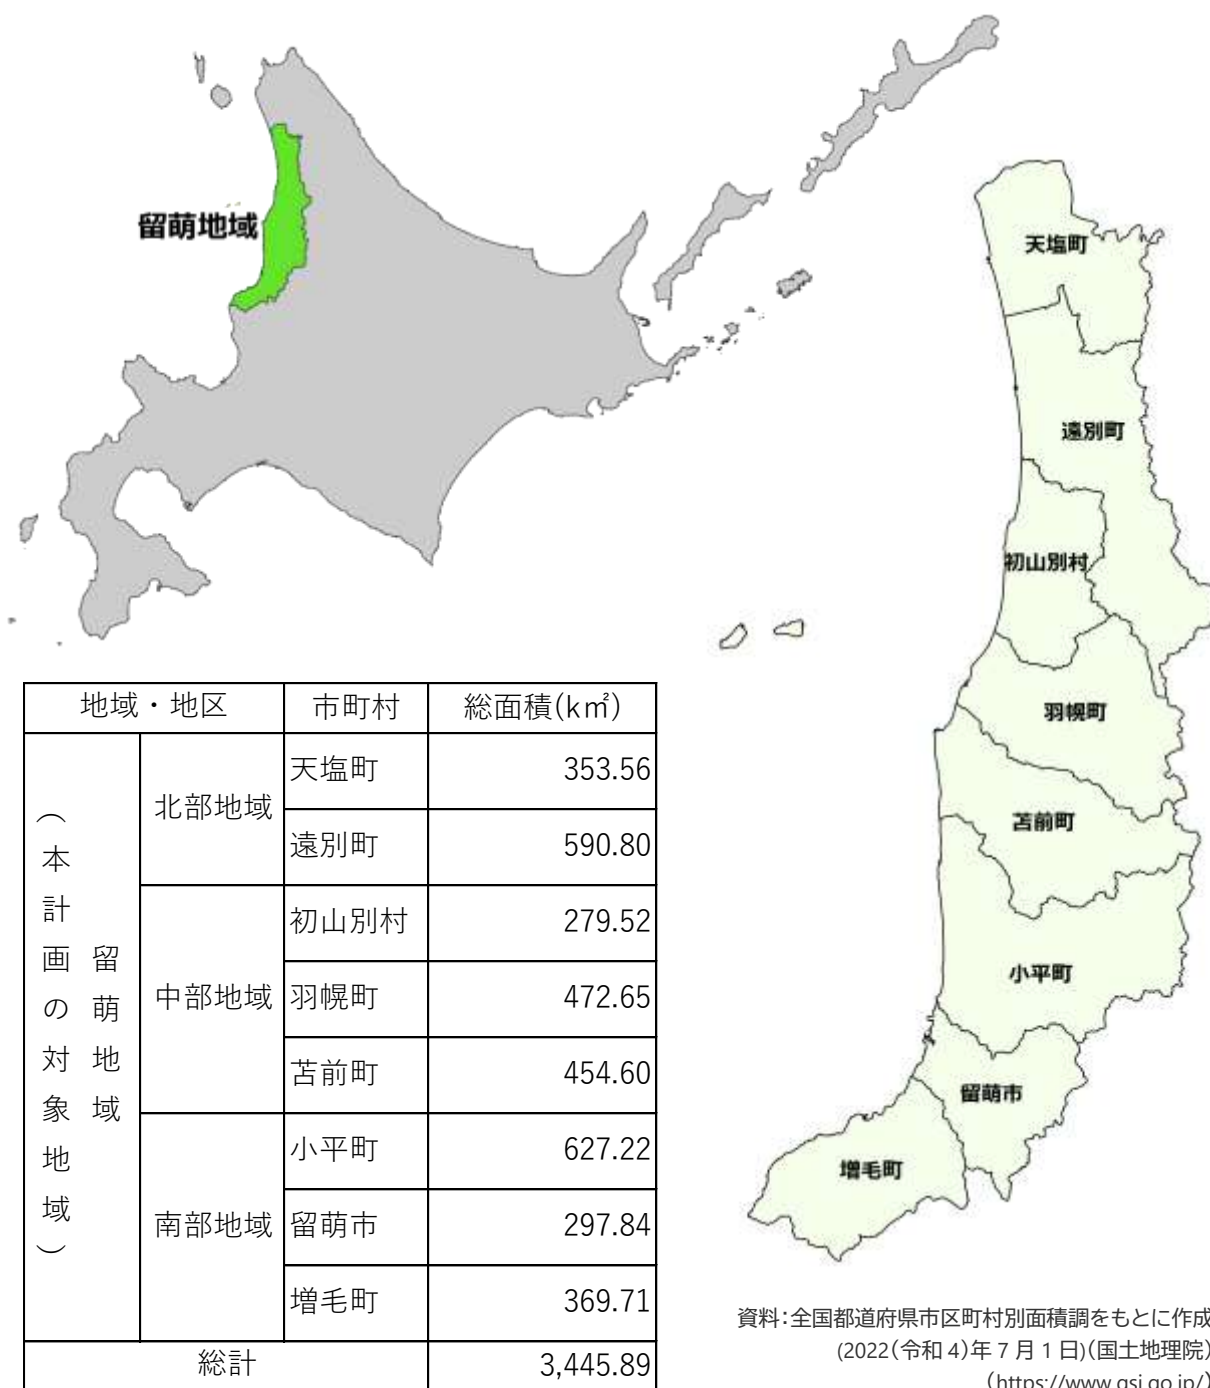 留萌地域
天塩町
遠別町
初山別村
羽幌町
苫前町
小平町
留萌市
増毛町
地域・地区 市町村 総面積(k㎡)
留萌地域
（本計画の対象地域）
北部地域
天塩町 353.56
遠別町 590.80
中部地域
初山別村 279.52
羽幌町 472.65
苫前町 454.60
南部地域
小平町 627.22
留萌市 297.84
増毛町 369.71
総計 3,445.89
資料：全国都道府県市区町村別面積調をもとに作成
(2022(令和 4)年 7 月 1 日)(国土地理院)
(https://www.gsi.go.jp/)